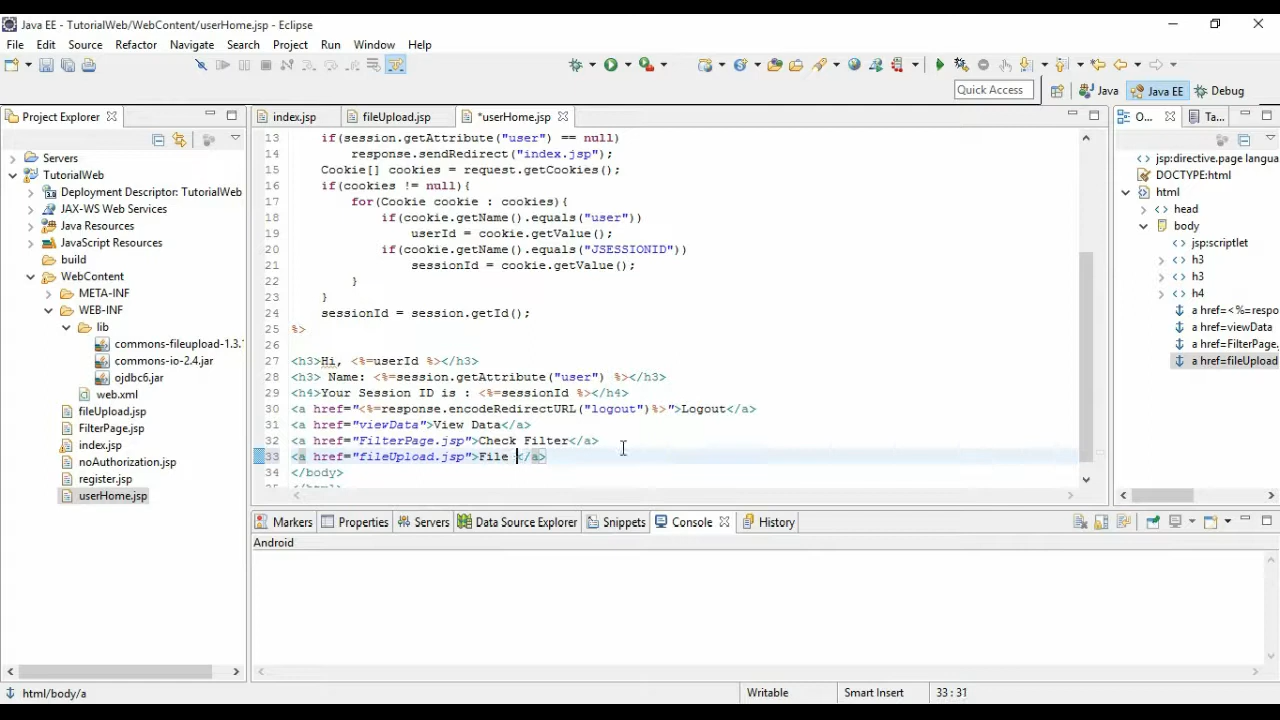 Java EE - TutorialWeb/WebContent/userHome.jsp - Eclipse
File Edit Source Refactor Navigate Search Project Run Window Help
Quick Access
Java
Java EE
Debug
Project Explorer
index.jsp
fileUpload.jsp
*userHome.jsp
O...
Ta...
Servers
TutorialWeb
Deployment Descriptor: TutorialWeb
JAX-WS Web Services
Java Resources
JavaScript Resources
build
WebContent
META-INF
WEB-INF
lib
commons-fileupload-1.3.
commons-io-2.4.jar
ojdbc6.jar
web.xml
fileUpload.jsp
FilterPage.jsp
index.jsp
noAuthorization.jsp
register.jsp
userHome.jsp
13 if(session.getAttribute("user") == null)
14 response.sendRedirect("index.jsp");
15 Cookie[] cookies = request.getCookies();
16 if(cookies != null){
17 for(Cookie cookie : cookies){
18 if(cookie.getName().equals("user"))
19 userId = cookie.getValue();
20 if(cookie.getName().equals("JSESSIONID"))
21 sessionId = cookie.getValue();
22 }
23 }
24 sessionId = session.getId();
25 %>
26
27 <h3>Hi, <%=userId %></h3>
28 <h3> Name: <%=session.getAttribute("user") %></h3>
29 <h4>Your Session ID is : <%=sessionId %></h4>
30 <a href="<%=response.encodeRedirectURL("logout")%>">Logout</a>
31 <a href="viewData">View Data</a>
32 <a href="FilterPage.jsp">Check Filter</a>
33 <a href="fileUpload.jsp">File </a>
34 </body>
jsp:directive.page langua
DOCTYPE:html
html
head
body
jsp:scriptlet
h3
h3
h4
a href=<%=respo
a href=viewData
a href=FilterPage.
a href=fileUpload
Markers
Properties
Servers
Data Source Explorer
Snippets
Console
History
Android
html/body/a
Writable
Smart Insert
33 : 31